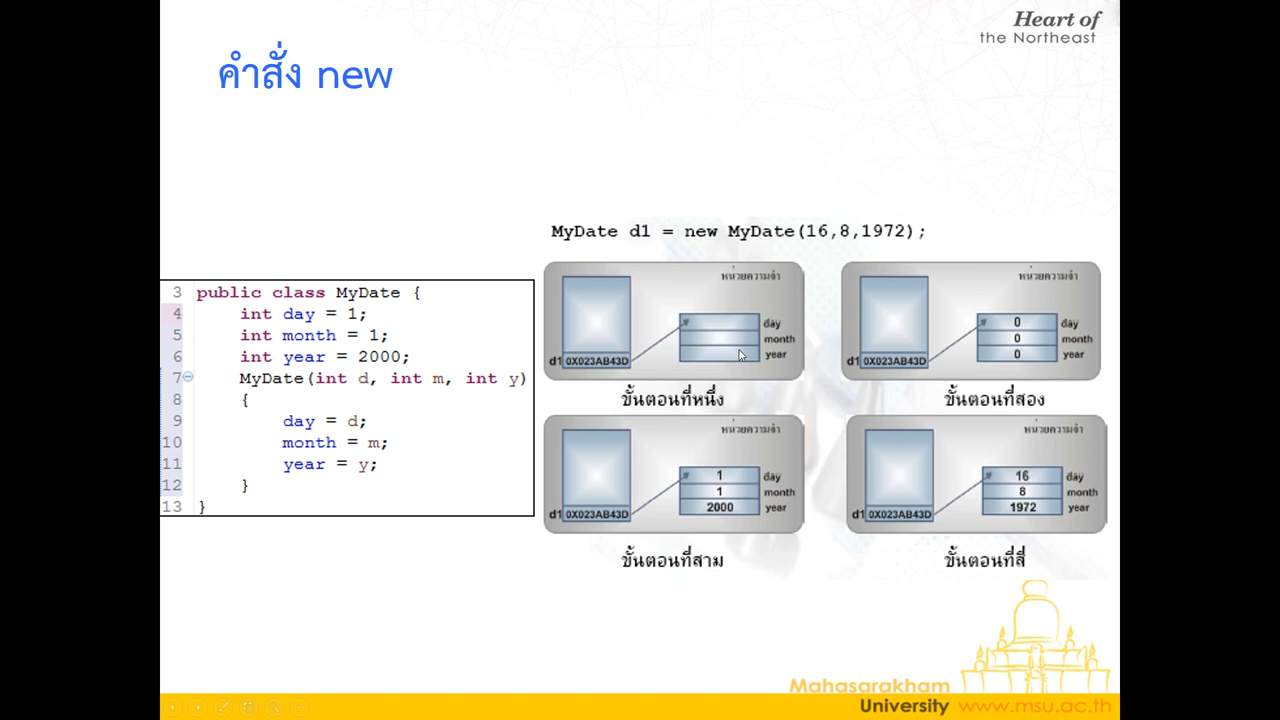 Heart of
the Northeast
คำสั่ง new
MyDate d1 = new MyDate(16,8,1972);
3 public class MyDate {
4 int day = 1;
5 int month = 1;
6 int year = 2000;
7 MyDate(int d, int m, int y)
8 {
9 day = d;
10 month = m;
11 year = y;
12 }
13 }
หน่วยความจำ
day
month
year
d1 0X023AB43D
ขั้นตอนที่หนึ่ง
หน่วยความจำ
0 day
0 month
0 year
d1 0X023AB43D
ขั้นตอนที่สอง
หน่วยความจำ
1 day
1 month
2000 year
d1 0X023AB43D
ขั้นตอนที่สาม
หน่วยความจำ
16 day
8 month
1972 year
d1 0X023AB43D
ขั้นตอนที่สี่
Mahasarakham
University www.msu.ac.th